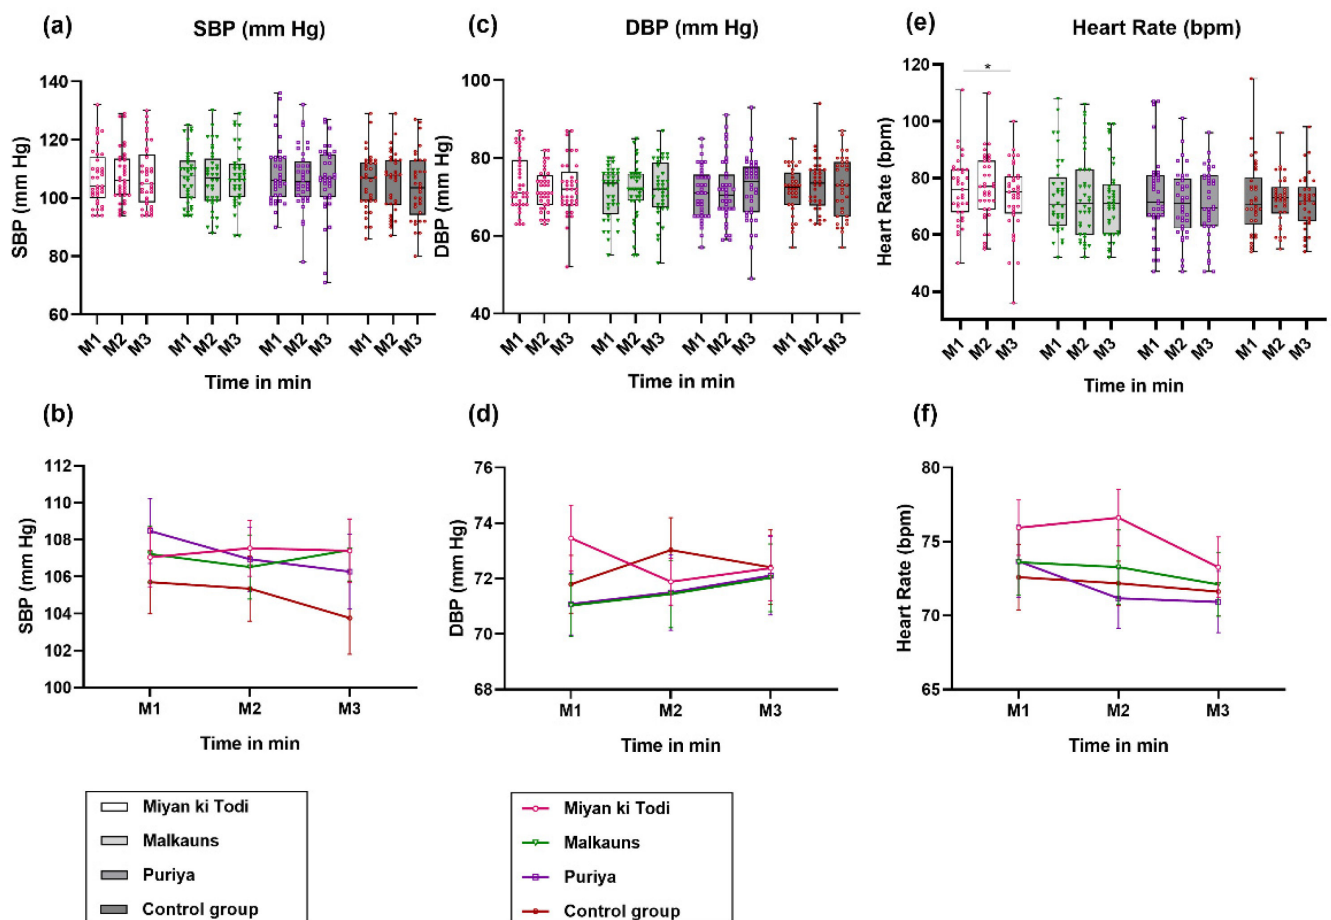 (a) SBP (mm Hg)
SBP (mm Hg)
140
120
100
80
60
M1 M2 M3 M1 M2 M3 M1 M2 M3 M1 M2 M3
Time in min
(c) DBP (mm Hg)
DBP (mm Hg)
100
80
60
40
M1 M2 M3 M1 M2 M3 M1 M2 M3 M1 M2 M3
Time in min
(e) Heart Rate (bpm)
Heart Rate (bpm)
120
100
80
60
40
*
M1 M2 M3 M1 M2 M3 M1 M2 M3 M1 M2 M3
Time in min
(b)
SBP (mm Hg)
112
110
108
106
104
102
100
M1 M2 M3
Time in min
(d)
DBP (mm Hg)
76
74
72
70
68
M1 M2 M3
Time in min
(f)
Heart Rate (bpm)
80
75
70
65
M1 M2 M3
Time in min
Miyan ki Todi
Malkauns
Puriya
Control group
Miyan ki Todi
Malkauns
Puriya
Control group